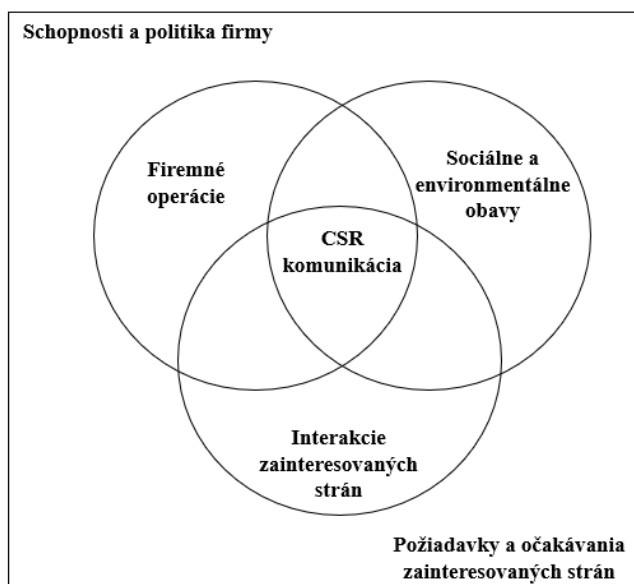 Schopnosti a politika firmy
Firemné
operácie
Sociálne a
environmentálne
obavy
CSR
komunikácia
Interakcie
zainteresovaných
strán
Požiadavky a očakávania
zainteresovaných strán